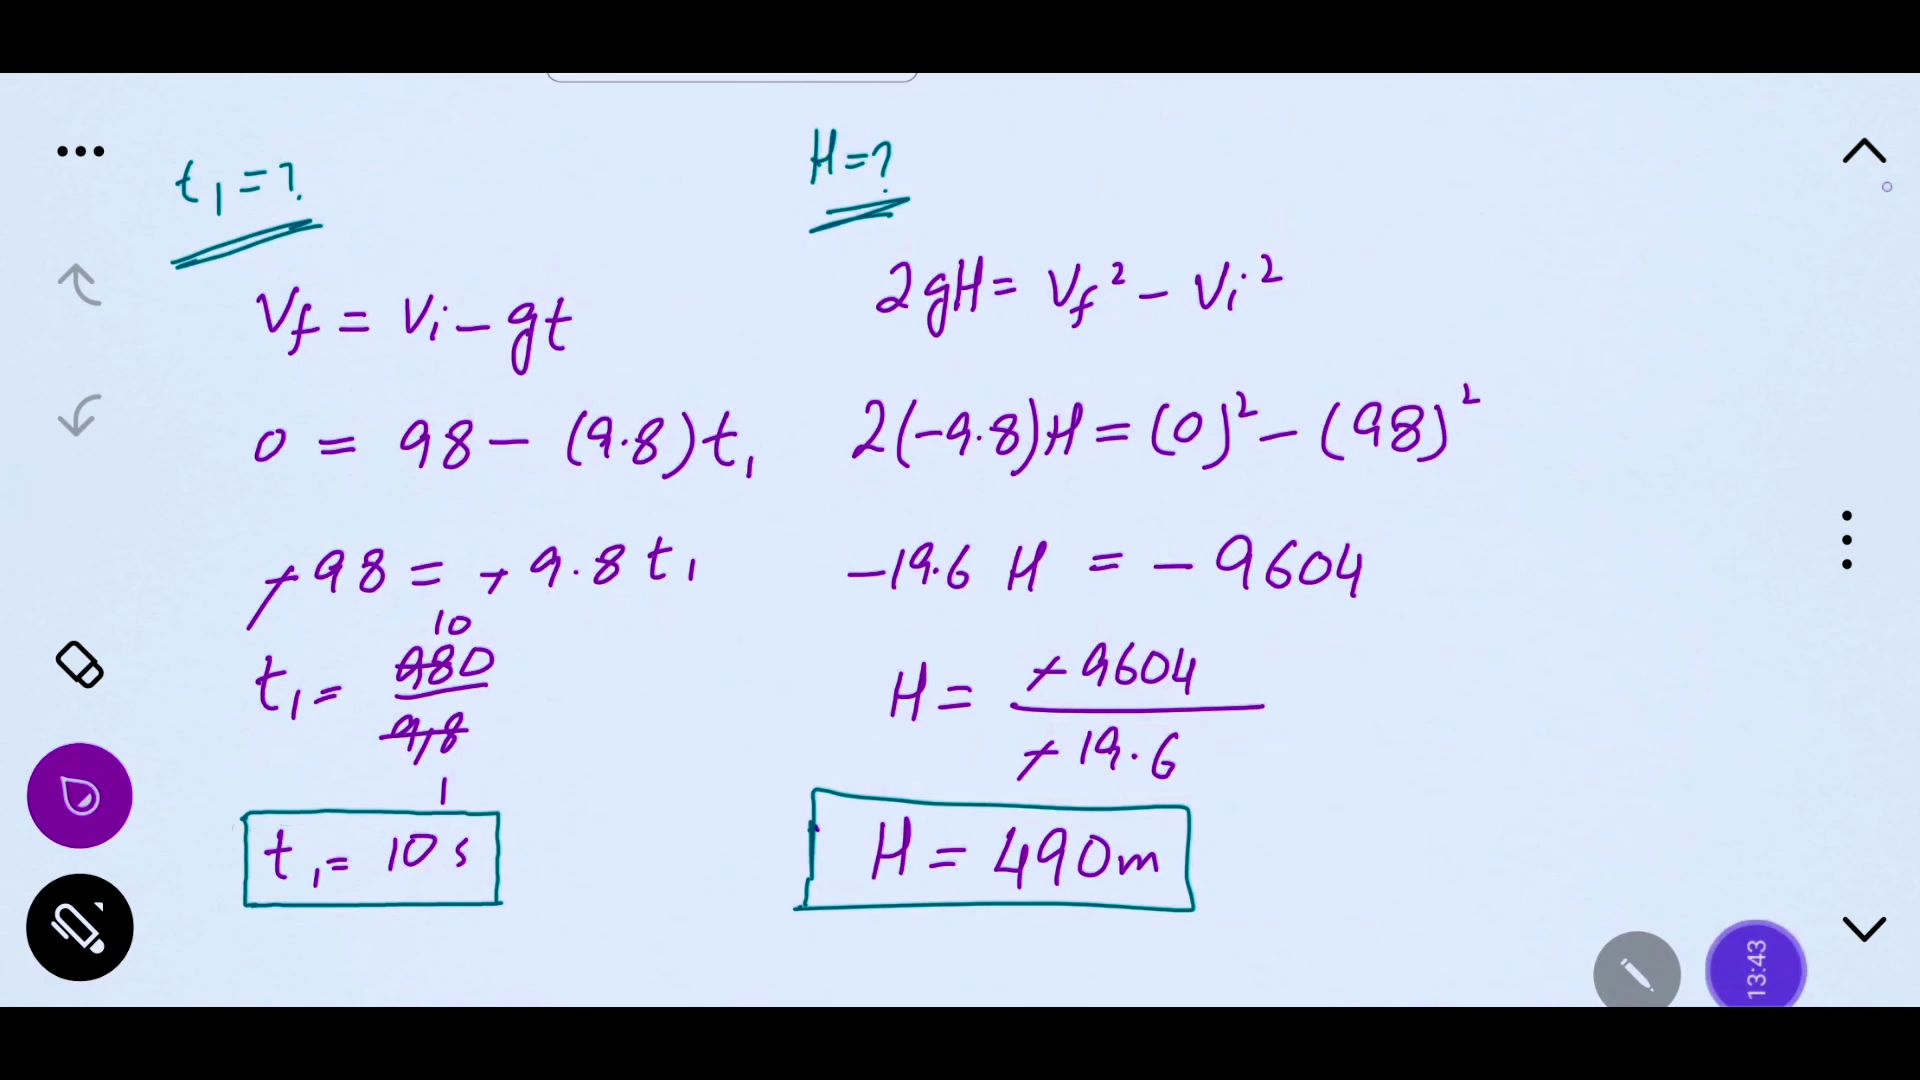 t₁ = ?
Vf = Vi - gt
0 = 98 - (9.8)t₁
-98 = -9.8 t₁
10
t₁ = 980
9.8
1
t₁ = 10 s
H = ?
2gH = Vf² - Vi²
2(-9.8)H = (0)² - (98)²
-19.6 H = - 9604
H = -9604
-19.6
H = 490m
13:43